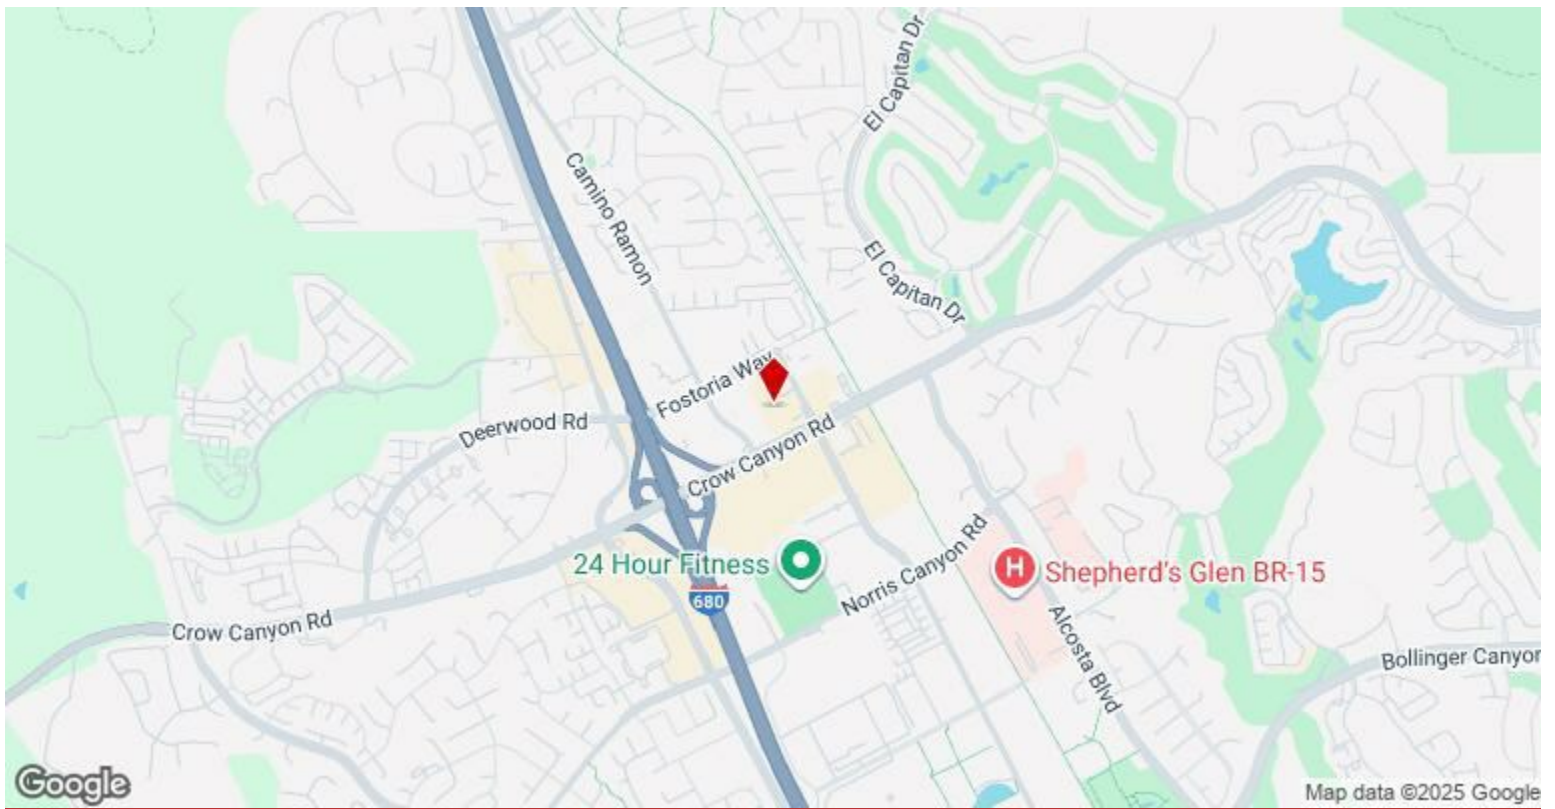 El Capitan Dr
Camino Ramon
El Capitan Dr
Fostoria Way
Deerwood Rd
Crow Canyon Rd
24 Hour Fitness
Norris Canyon Rd
H
Shepherd's Glen BR-15
680
Crow Canyon Rd
Alcosta Blvd
Bollinger Canyon
Google
Map data ©2025 Google